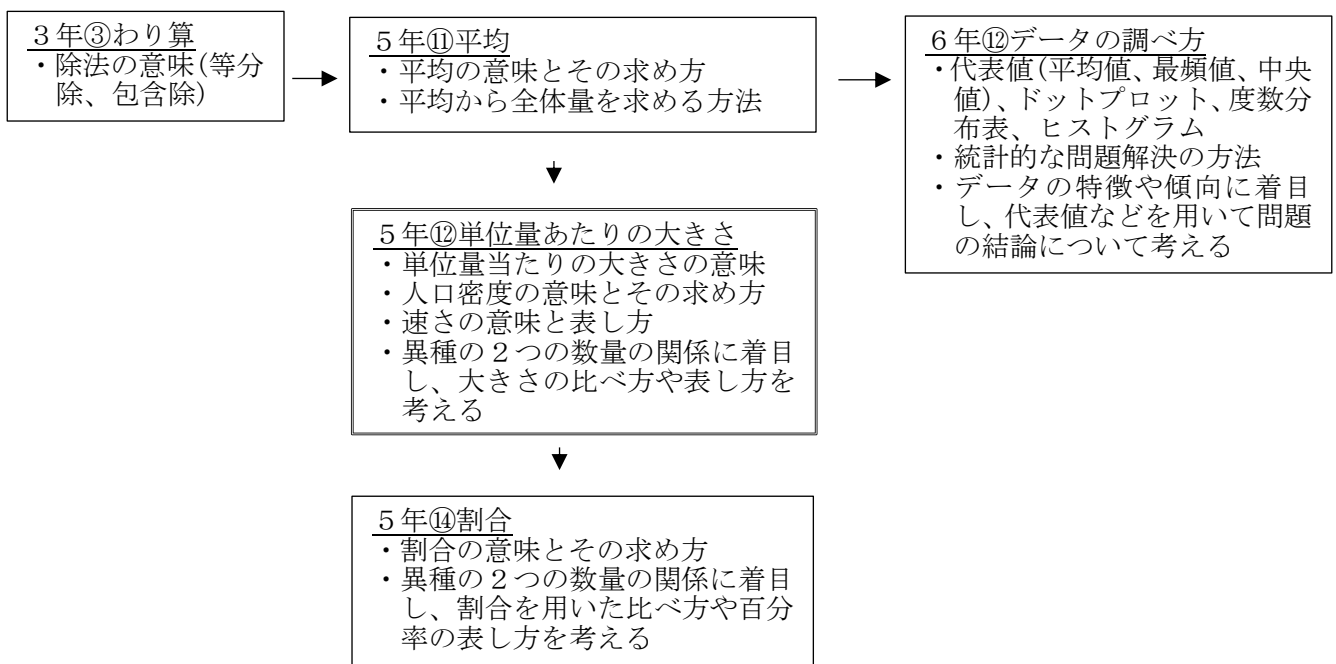 ３年③わり算
・除法の意味(等分
除、包含除)
５年⑪平均
・平均の意味とその求め方
・平均から全体量を求める方法
６年⑫データの調べ方
・代表値(平均値、最頻値、中央
値)、ドットプロット、度数分
布表、ヒストグラム
・統計的な問題解決の方法
・データの特徴や傾向に着目
し、代表値などを用いて問題
の結論について考える
５年⑫単位量あたりの大きさ
・単位量当たりの大きさの意味
・人口密度の意味とその求め方
・速さの意味と表し方
・異種の２つの数量の関係に着目
し、大きさの比べ方や表し方を
考える
５年⑭割合
・割合の意味とその求め方
・異種の２つの数量の関係に着目
し、割合を用いた比べ方や百分
率の表し方を考える